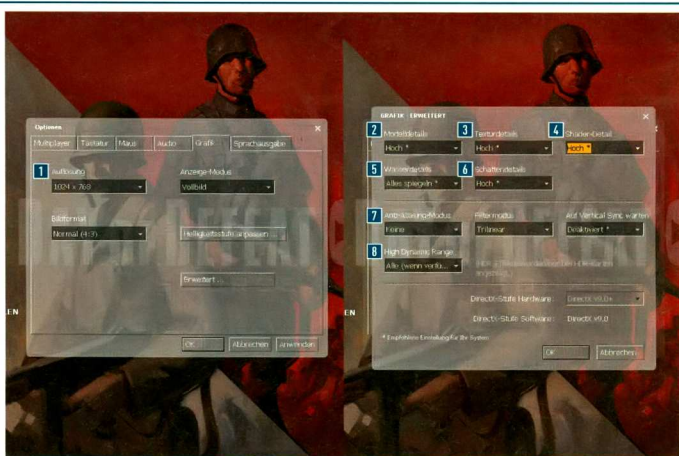 Optionen
Multiplayer Tastatur Maus Audio Grafik Sprachausgabe
1 Auflösung
1024 x 768
Anzeige-Modus
Vollbild
Bildformat
Normal (4:3)
Helligkeitsstufe anpassen ...
Erweitert ...
OK Abbrechen Anwenden
EN
GRAFIK - ERWEITERT
2 Modelldetails
Hoch *
3 Texturdetails
Hoch *
4 Shader-Detail
Hoch *
5 Wasserdetails
Alles spiegeln *
6 Schattendetails
Hoch *
7 Antialiasing-Modus
Keine
Filtermodus
Trilinear
Auf Vertical Sync warten
Deaktiviert *
8 High Dynamic Range
Alle (wenn verfü...
DirectX-Stufe Hardware: DirectX v9.0+
DirectX-Stufe Software: DirectX v9.0
* Empfohlene Einstellung für Ihr System
OK Abbrechen
EN